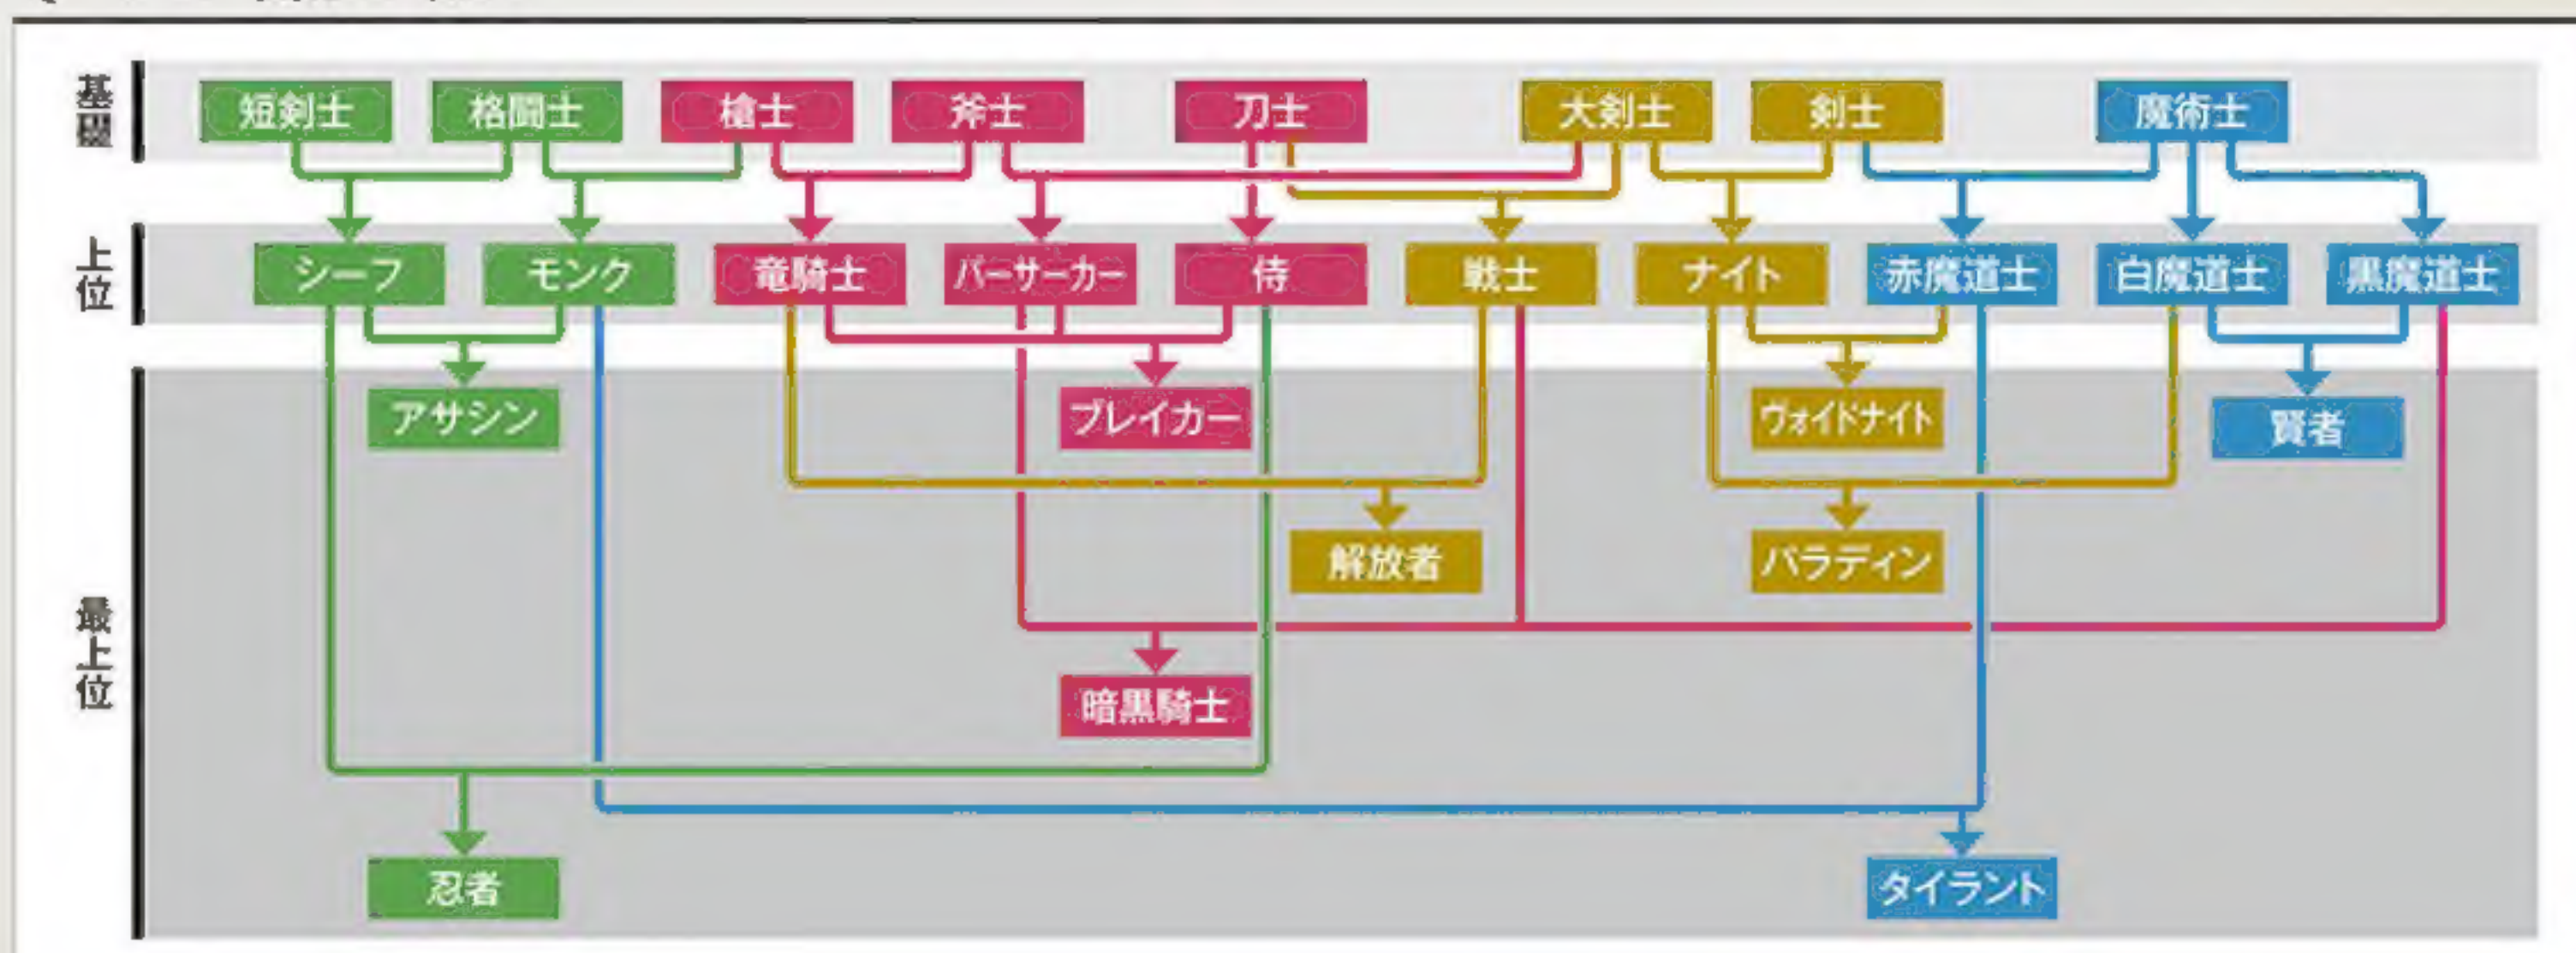 基礎
短剣士
格闘士
槍士
斧士
刀士
大剣士
剣士
魔術士
上位
シーフ
モンク
竜騎士
バーサーカー
侍
戦士
ナイト
赤魔道士
白魔道士
黒魔道士
最上位
アサシン
ブレイカー
ヴォイドナイト
賢者
解放者
パラディン
暗黒騎士
忍者
タイラント